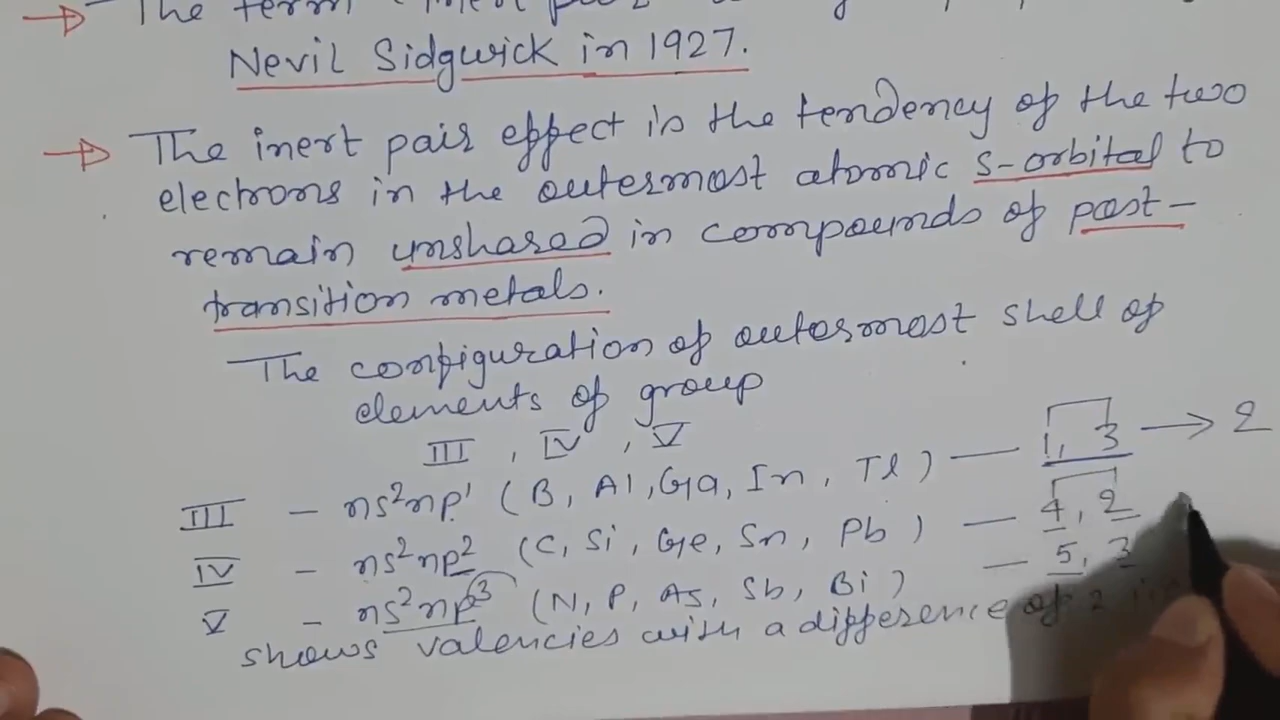 The term
Nevil Sidgwick in 1927.
The inert pair effect is the tendency of the two
electrons in the outermost atomic s-orbital to
remain unshared in compounds of post-
transition metals.
The configuration of outermost shell of
elements of group
III , IV , V
III - ns²np¹ (B, Al, Ga, In, Tl) — 1, 3 → 2
IV - ns²np² (C, Si, Ge, Sn, Pb) — 4, 2
V - ns²np³ (N, P, As, Sb, Bi) — 5, 3
shows valencies with a difference of 2